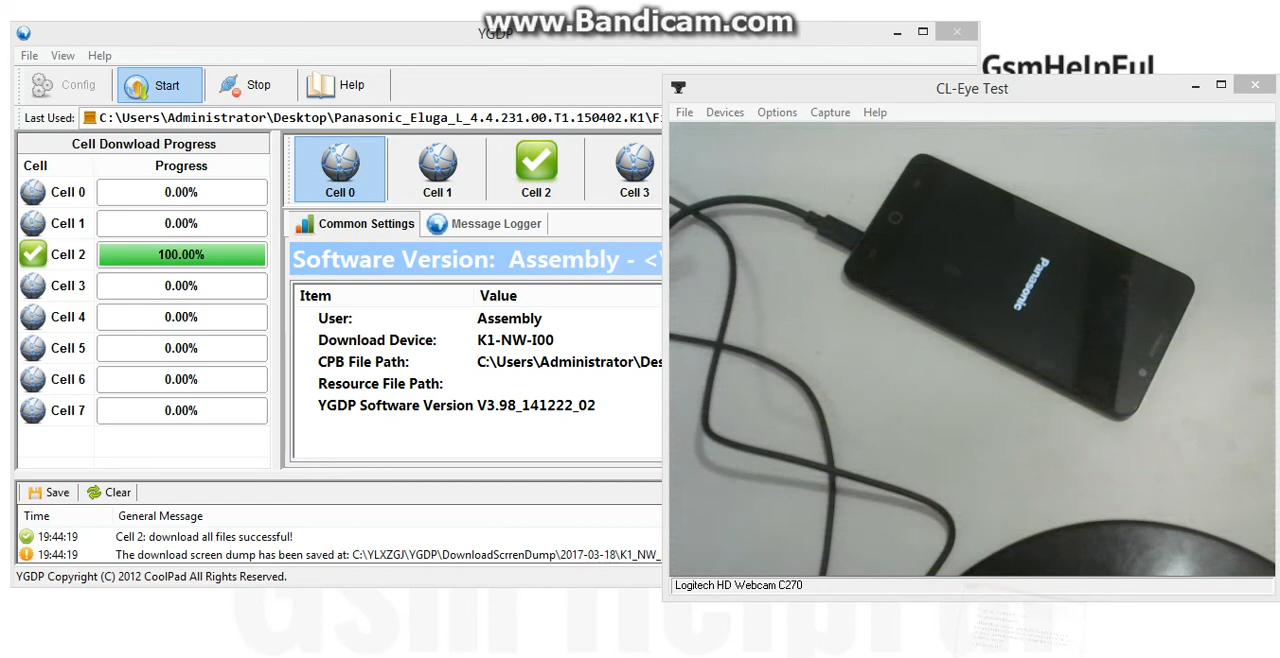 www.Bandicam.com
YGDP
GsmHelpFul
File View Help
Config Start Stop Help
Last Used: C:\Users\Administrator\Desktop\Panasonic_Eluga_L_4.4.231.00.T1.150402.K1\Fi
Cell Donwload Progress
Cell Progress
Cell 0 0.00%
Cell 1 0.00%
Cell 2 100.00%
Cell 3 0.00%
Cell 4 0.00%
Cell 5 0.00%
Cell 6 0.00%
Cell 7 0.00%
Cell 0 Cell 1 Cell 2 Cell 3
Common Settings Message Logger
Software Version: Assembly - <
Item Value
User: Assembly
Download Device: K1-NW-I00
CPB File Path: C:\Users\Administrator\Des
Resource File Path:
YGDP Software Version V3.98_141222_02
Save Clear
Time General Message
19:44:19 Cell 2: download all files successful!
19:44:19 The download screen dump has been saved at: C:\YLXZGJ\YGDP\DownloadScrrenDump\2017-03-18\K1_NW_
YGDP Copyright (C) 2012 CoolPad All Rights Reserved.
CL-Eye Test
File Devices Options Capture Help
Panasonic
Logitech HD Webcam C270